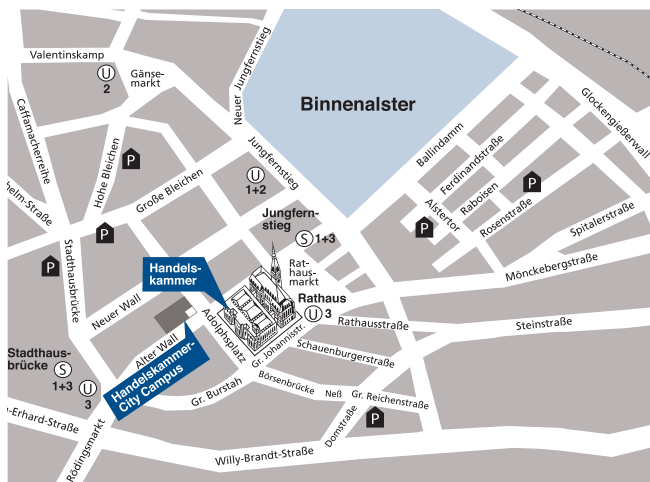 Valentinskamp
U
2
Gänse-
markt
Neuer Jungfernstieg
Binnenalster
Glockengießerwall
Caffamacherreihe
Hohe Bleichen
P
Große Bleichen
Jungfernstieg
U
1+2
Ballindamm
Ferdinandstraße
Raboisen
Alstertor
Rosenstraße
P
P
Spitalerstraße
Mönckebergstraße
helm-Straße
P
Stadthausbrücke
P
Jungfern-
stieg
S 1+3
Rat-
haus-
markt
Rathaus
U 3
Handels-
kammer
Neuer Wall
Adolphsplatz
Alter Wall
Gr. Johannisstr.
Rathausstraße
Steinstraße
Schauenburgerstraße
Stadthaus-
brücke
S
1+3
U
3
Handelskammer-
City Campus
Gr. Burstah
Börsenbrücke
Neß
Gr. Reichenstraße
P
Domstraße
-Erhard-Straße
Rödingsmarkt
Willy-Brandt-Straße